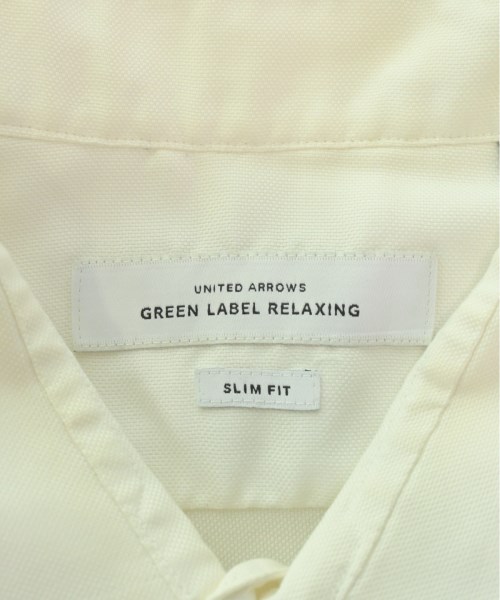 UNITED ARROWS
GREEN LABEL RELAXING
SLIM FIT